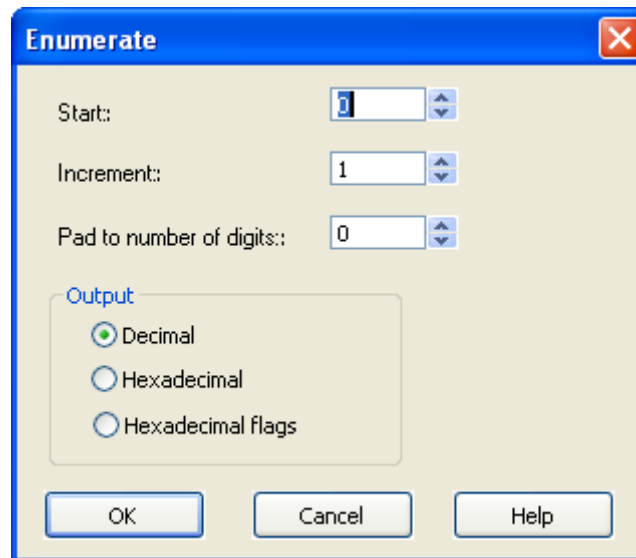 Enumerate
Start:: 0
Increment:: 1
Pad to number of digits:: 0
Output
Decimal
Hexadecimal
Hexadecimal flags
OK Cancel Help